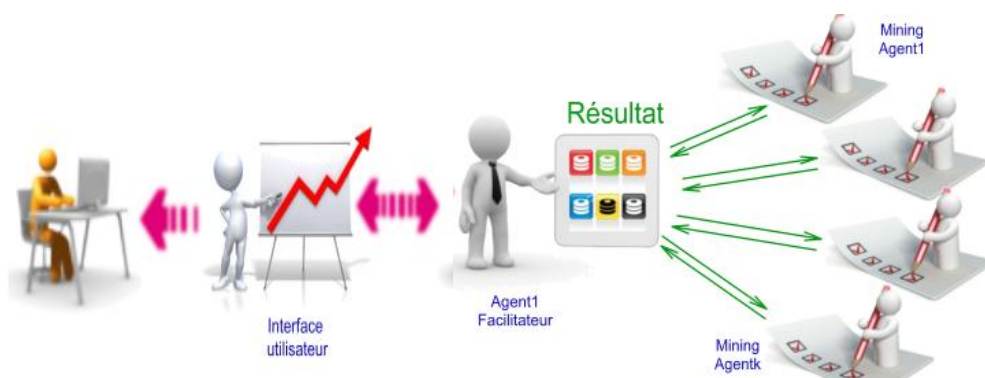 Mining
Agent1
Résultat
Interface
utilisateur
Agent1
Facilitateur
Mining
Agentk